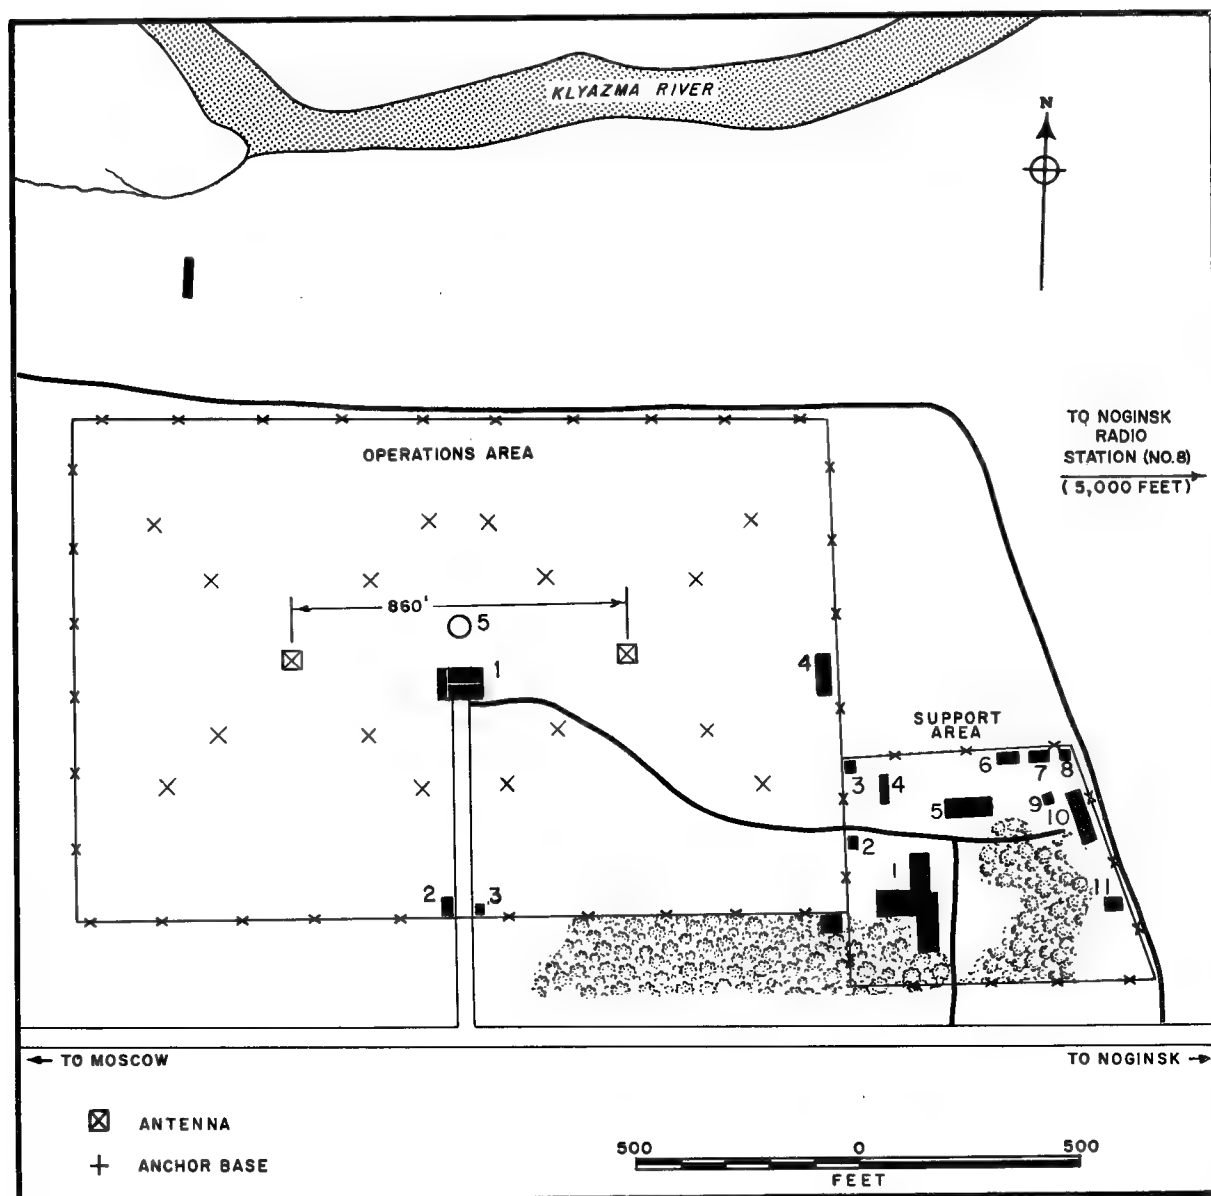 KLYAZMA RIVER
N
TO NOGINSK
RADIO
STATION (NO.8)
(5,000 FEET)
OPERATIONS AREA
860'
5
1
4
SUPPORT
AREA
6
7
8
3
4
5
9
10
2
1
11
2
3
TO MOSCOW
TO NOGINSK
ANTENNA
ANCHOR BASE
500
0
500
FEET